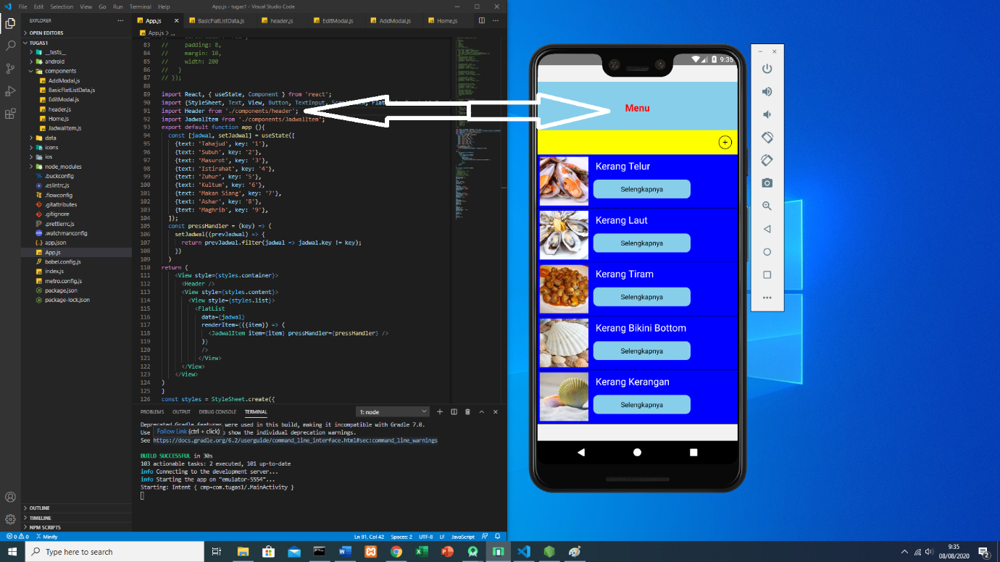 File Edit Selection View Go Run Terminal Help App.js - tugas1 - Visual Studio Code
EXPLORER
OPEN EDITORS
TUGAS1
__tests__
android
components
AddModal.js
BasicFlatListData.js
EditModal.js
header.js
Home.js
JadwalItem.js
data
icons
ios
node_modules
.buckconfig
.eslintrc.js
.flowconfig
.gitattributes
.gitignore
.prettierrc.js
.watchmanconfig
app.json
App.js
babel.config.js
index.js
metro.config.js
package.json
package-lock.json
OUTLINE
TIMELINE
NPM SCRIPTS
App.js BasicFlatListData.js header.js EditModal.js AddModal.js Home.js
App.js > ...
83 // padding: 8,
84 // margin: 10,
85 // width: 200
86 // }
87 // });
88
89 import React, { useState, Component } from 'react';
90 import {StyleSheet, Text, View, Button, TextInput,
91 import Header from './components/header';
92 import JadwalItem from './components/JadwalItem';
93 export default function app (){
94 const [jadwal, setJadwal] = useState([
95 {text: 'Tahajud', key: '1'},
96 {text: 'Subuh', key: '2'},
97 {text: 'Masurot', key: '3'},
98 {text: 'Istirahat', key: '4'},
99 {text: 'Zuhur', key: '5'},
100 {text: 'Kultum', key: '6'},
101 {text: 'Makan Siang', key: '7'},
102 {text: 'Ashar', key: '8'},
103 {text: 'Maghrib', key: '9'},
104 ]);
105 const pressHandler = (key) => {
106 setJadwal((prevJadwal) => {
107 return prevJadwal.filter(jadwal => jadwal.key != key);
108 })
109 }
110 return (
111 <View style={styles.container}>
112 <Header />
113 <View style={styles.content}>
114 <View style={styles.list}>
115 <FlatList
116 data={jadwal}
117 renderItem={({item}) => (
118 <JadwalItem item={item} pressHandler={pressHandler} />
119 )}
120 />
121 </View>
122 </View>
123 </View>
124 )
125 }
126 const styles = StyleSheet.create({
PROBLEMS OUTPUT DEBUG CONSOLE TERMINAL 1: node
Deprecated Gradle features were used in this build, making it incompatible with Gradle 7.0.
Use Follow Link (ctrl + click) o show the individual deprecation warnings.
See https://docs.gradle.org/6.2/userguide/command_line_interface.html#sec:command_line_warnings
BUILD SUCCESSFUL in 30s
103 actionable tasks: 2 executed, 101 up-to-date
info Connecting to the development server...
info Starting the app on "emulator-5554"...
Starting: Intent { cmp=com.tugas1/.MainActivity }
0 0 Minify Ln 91, Col 42 Spaces: 2 UTF-8 LF JavaScript
9:35
Menu
Kerang Telur
Selengkapnya
Kerang Laut
Selengkapnya
Kerang Tiram
Selengkapnya
Kerang Bikini Bottom
Selengkapnya
Kerang Kerangan
Selengkapnya
Type here to search
9:35
08/08/2020
2